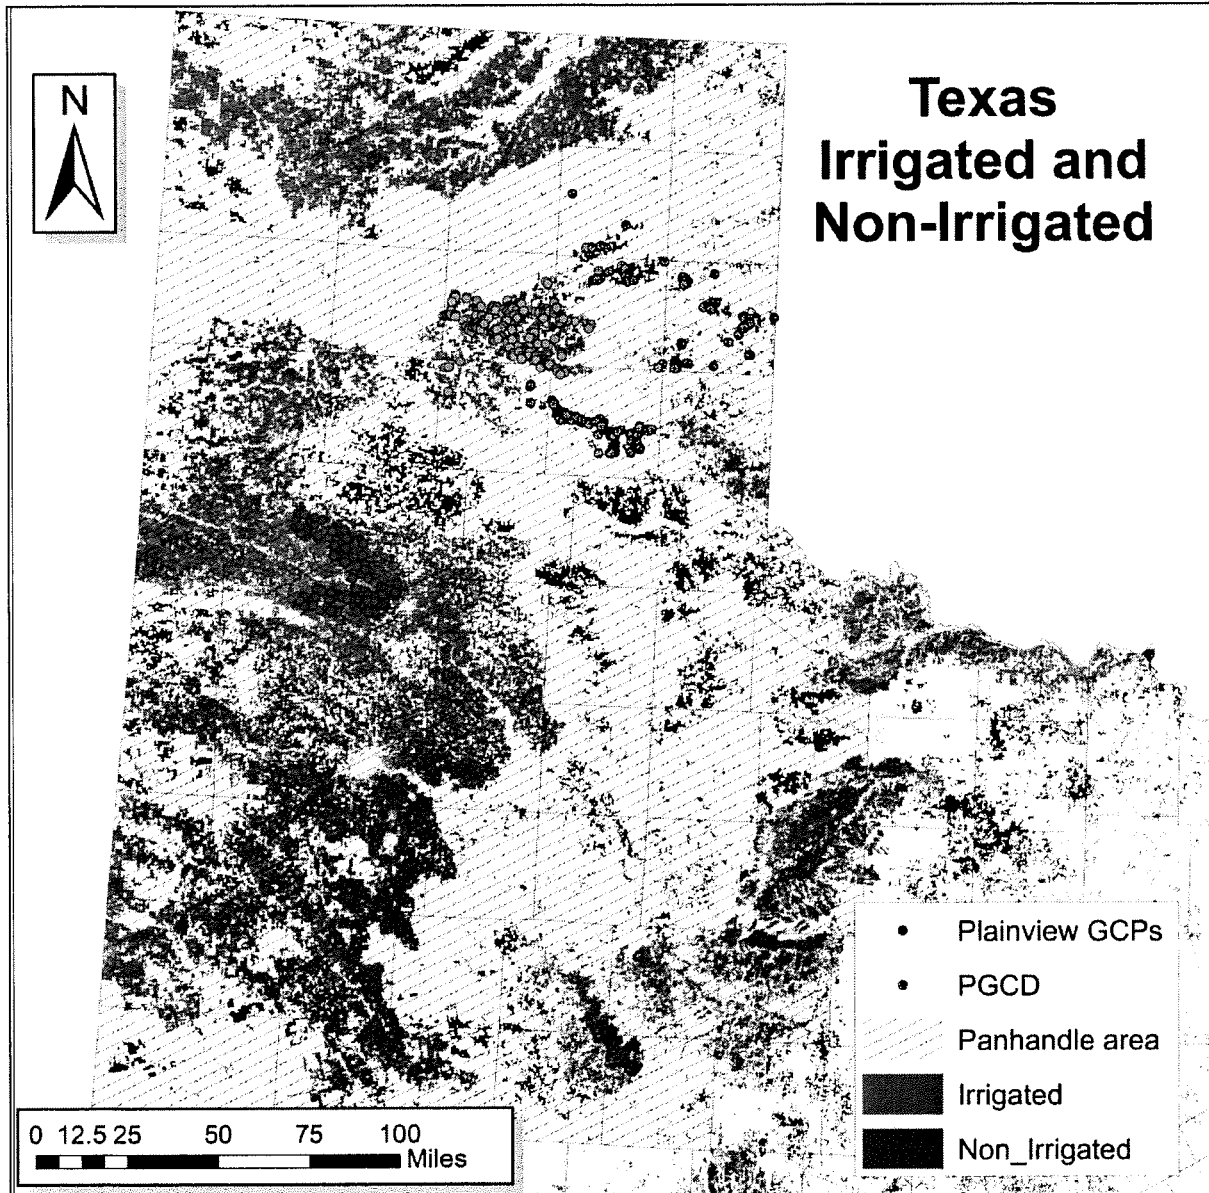 N
Texas
Irrigated and
Non-Irrigated
Plainview GCPs
PGCD
Panhandle area
Irrigated
Non_Irrigated
0 12.5 25 50 75 100
Miles